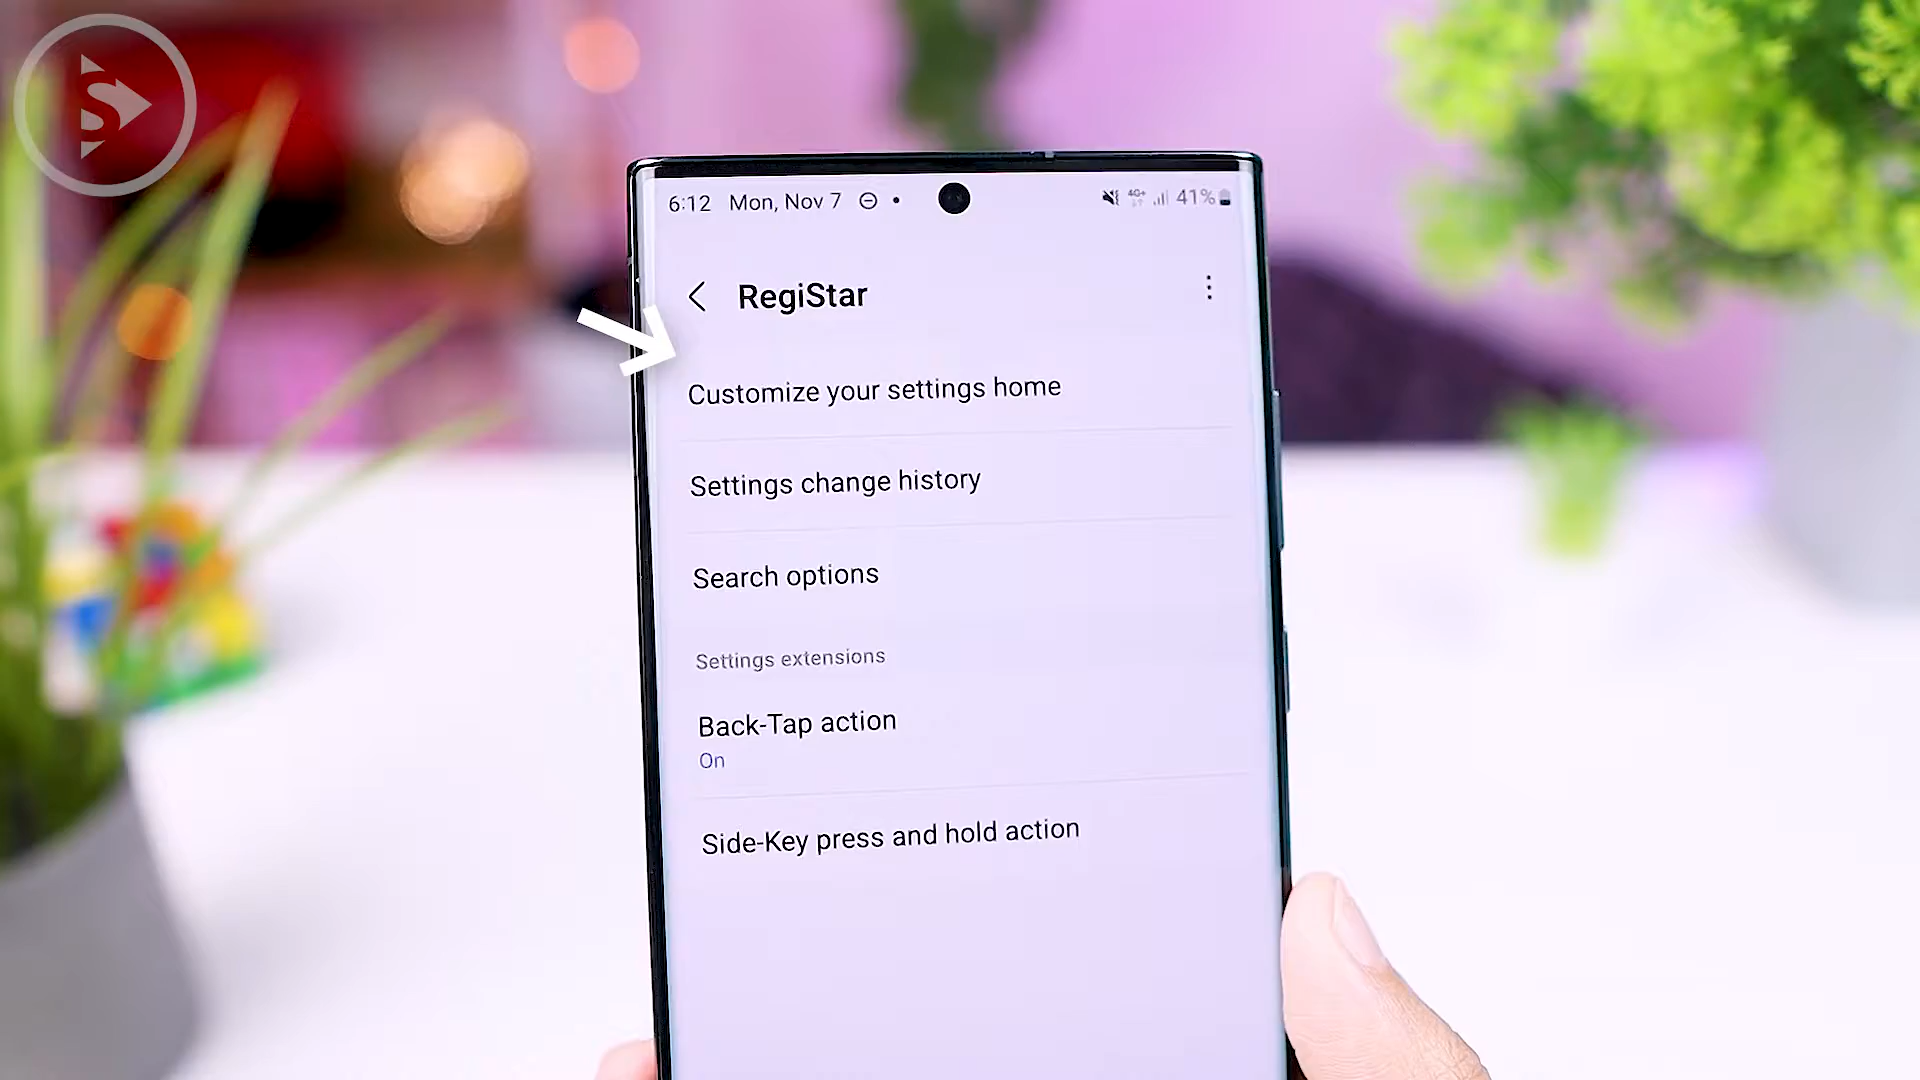 S
6:12 Mon, Nov 7 4G+ 41%
RegiStar
Customize your settings home
Settings change history
Search options
Settings extensions
Back-Tap action
On
Side-Key press and hold action